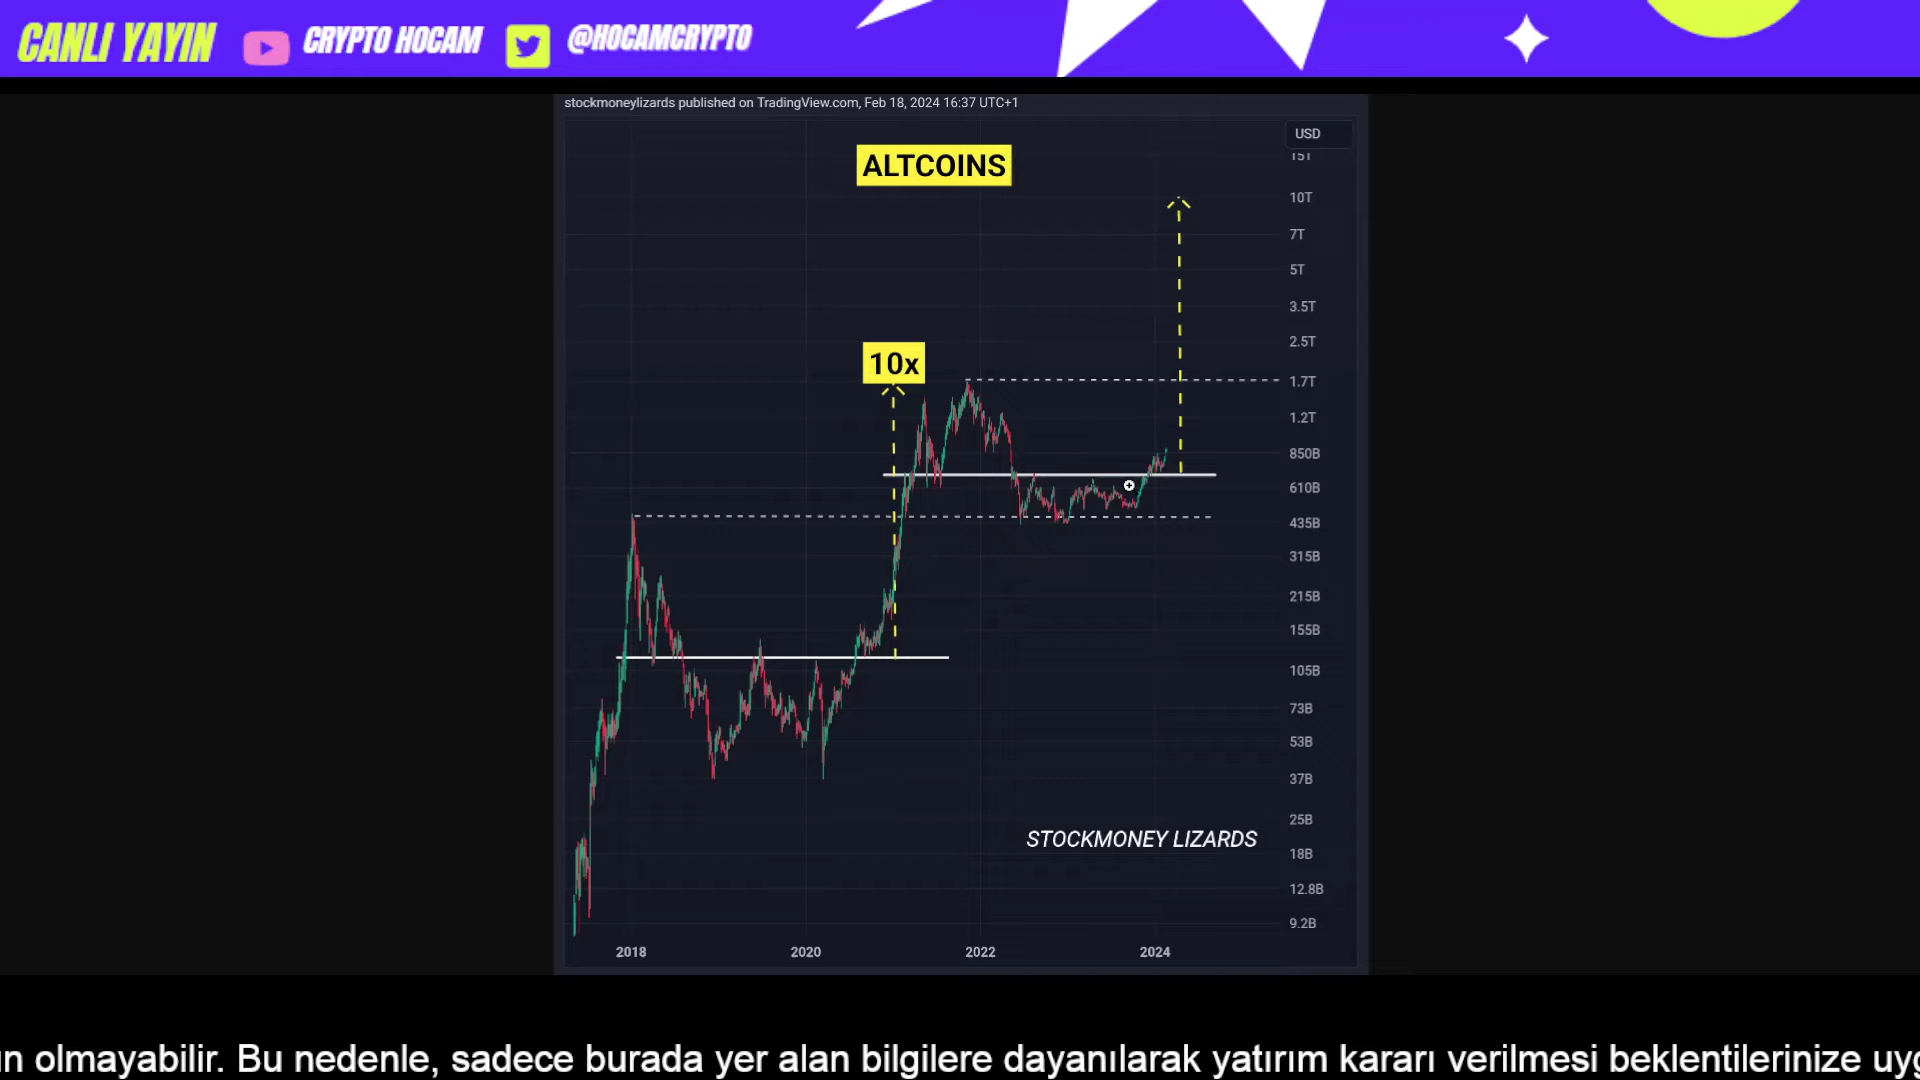 CANLI YAYIN
CRYPTO HOCAM
@HOCAMCRYPTO
stockmoneylizards published on TradingView.com, Feb 18, 2024 16:37 UTC+1
USD
15T
ALTCOINS
10T
7T
5T
3.5T
2.5T
10x
1.7T
1.2T
850B
610B
435B
315B
215B
155B
105B
73B
53B
37B
25B
STOCKMONEY LIZARDS
18B
12.8B
9.2B
2018 2020 2022 2024
olmayabilir. Bu nedenle, sadece burada yer alan bilgilere dayanılarak yatırım kararı verilmesi beklentilerinize